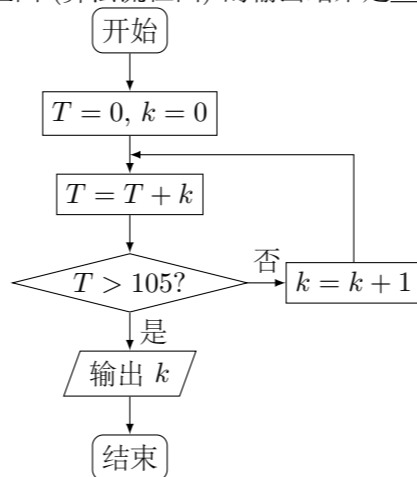 开始
T = 0, k = 0
T = T + k
T > 105?
否
k = k + 1
是
输出 k
结束